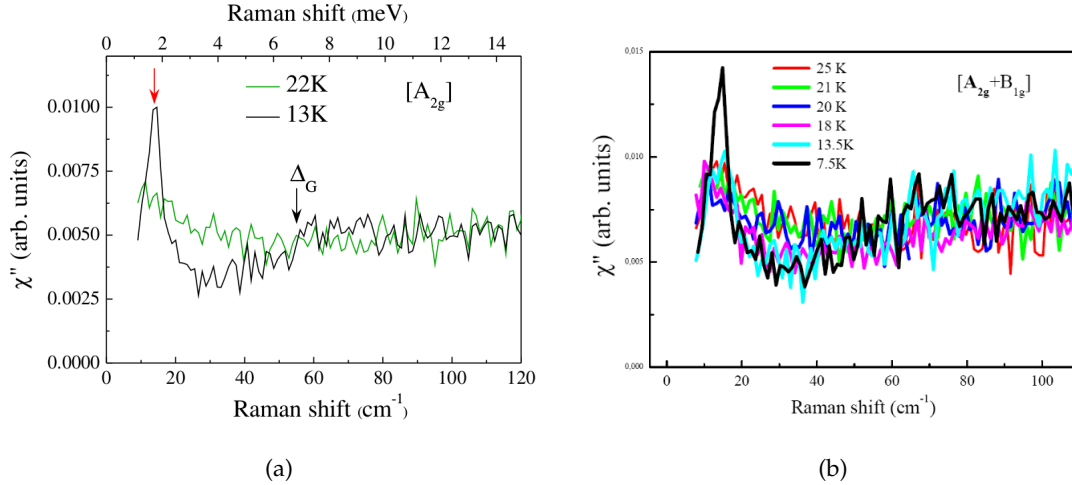 Raman shift (meV)
0 2 4 6 8 10 12 14
[A2g]
22K
13K
ΔG
0.0100
0.0075
0.0050
0.0025
0.0000
χ" (arb. units)
0 20 40 60 80 100 120
Raman shift (cm-1)
(a)
0,015
0,010
0,005
0,000
χ'' (arb. units)
25 K
21 K
20 K
18 K
13.5K
7.5K
[A2g+B1g]
0 20 40 60 80 100
Raman shift (cm-1)
(b)